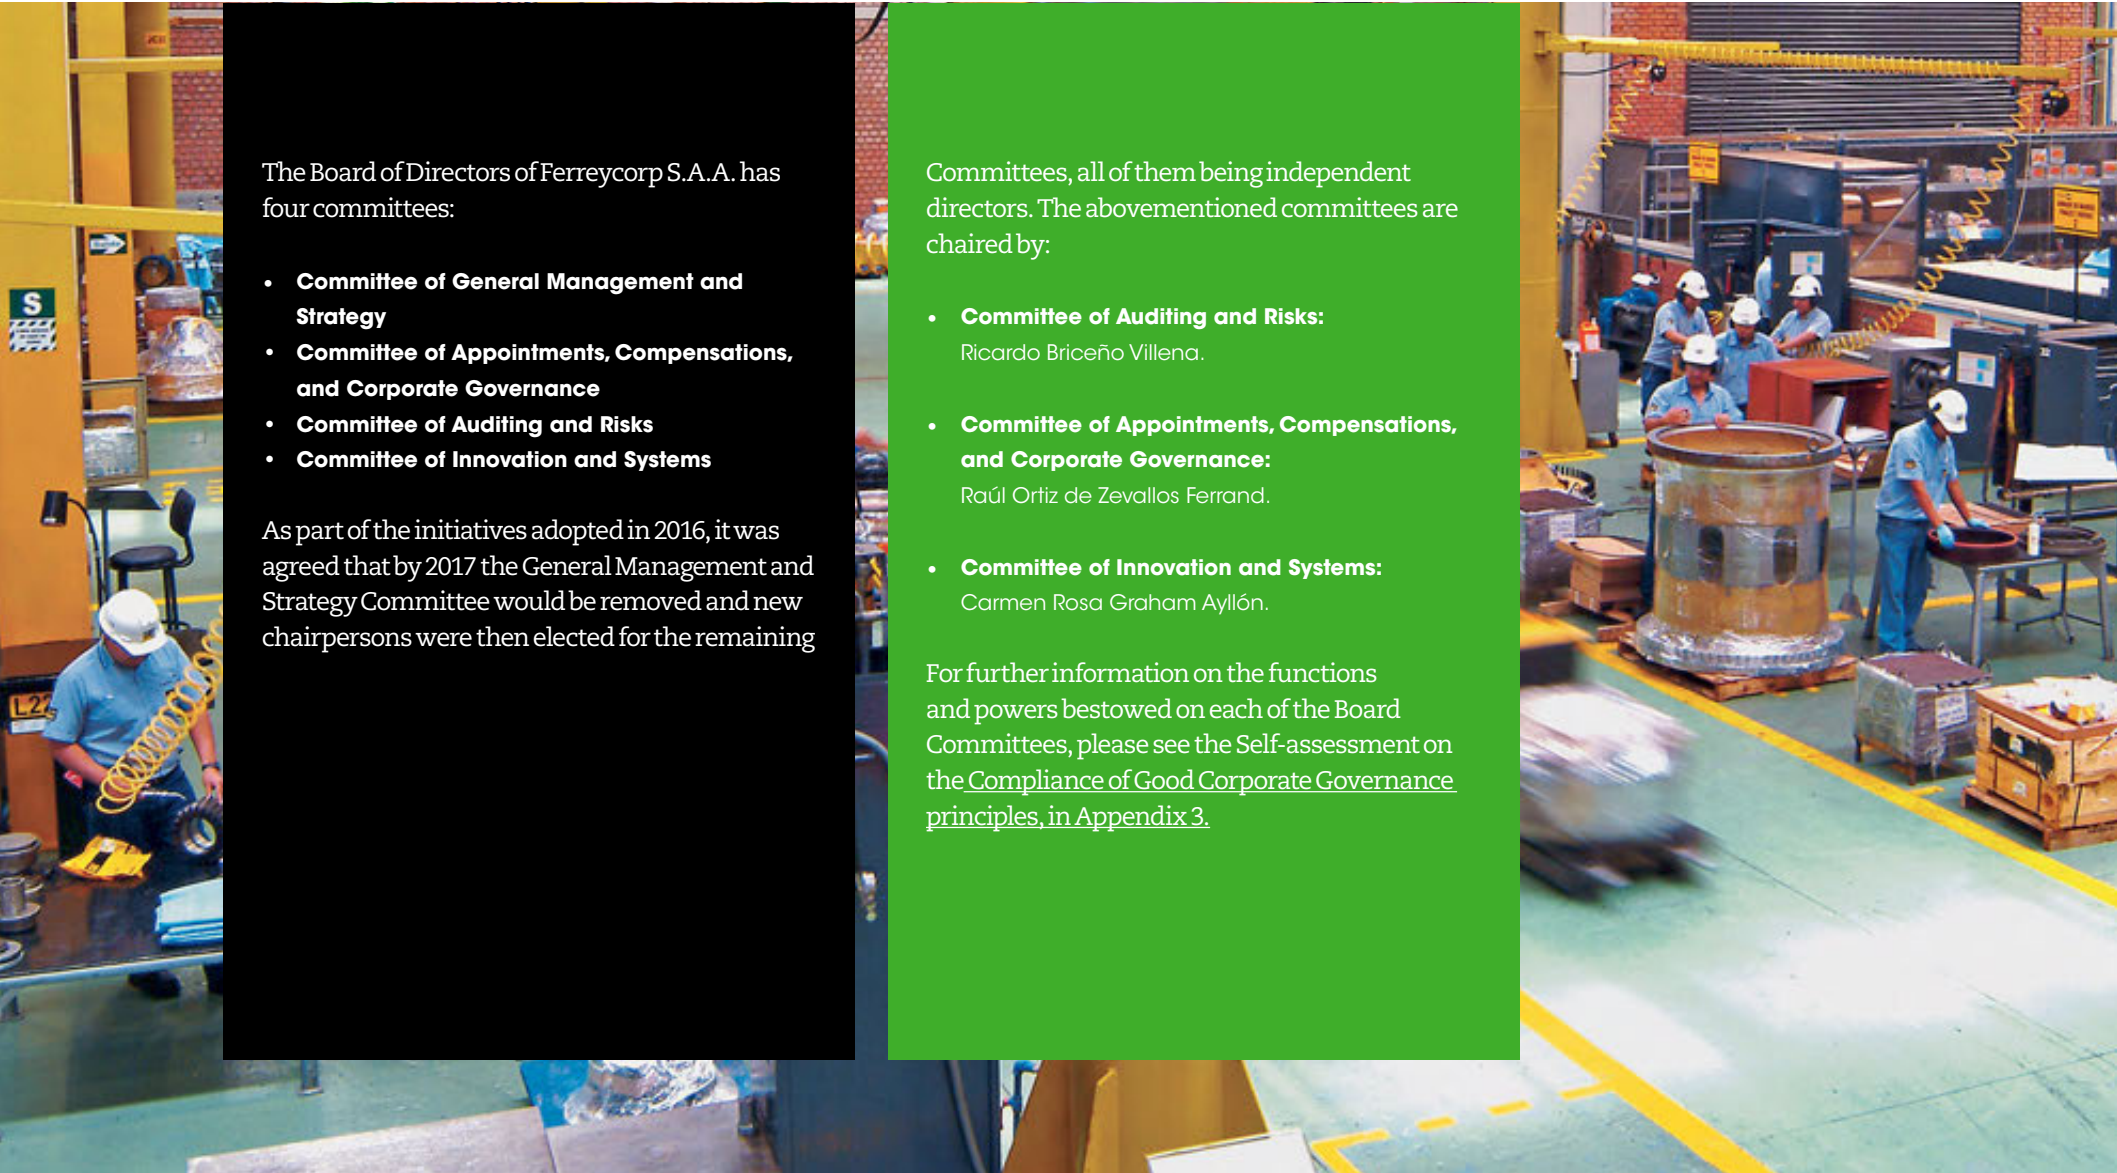 The Board of Directors of Ferreycorp S.A.A. has
four committees:
• Committee of General Management and
Strategy
• Committee of Appointments, Compensations,
and Corporate Governance
• Committee of Auditing and Risks
• Committee of Innovation and Systems
As part of the initiatives adopted in 2016, it was
agreed that by 2017 the General Management and
Strategy Committee would be removed and new
chairpersons were then elected for the remaining
Committees, all of them being independent
directors. The abovementioned committees are
chaired by:
• Committee of Auditing and Risks:
Ricardo Briceño Villena.
• Committee of Appointments, Compensations,
and Corporate Governance:
Raúl Ortiz de Zevallos Ferrand.
• Committee of Innovation and Systems:
Carmen Rosa Graham Ayllón.
For further information on the functions
and powers bestowed on each of the Board
Committees, please see the Self-assessment on
the Compliance of Good Corporate Governance
principles, in Appendix 3.
S
L22